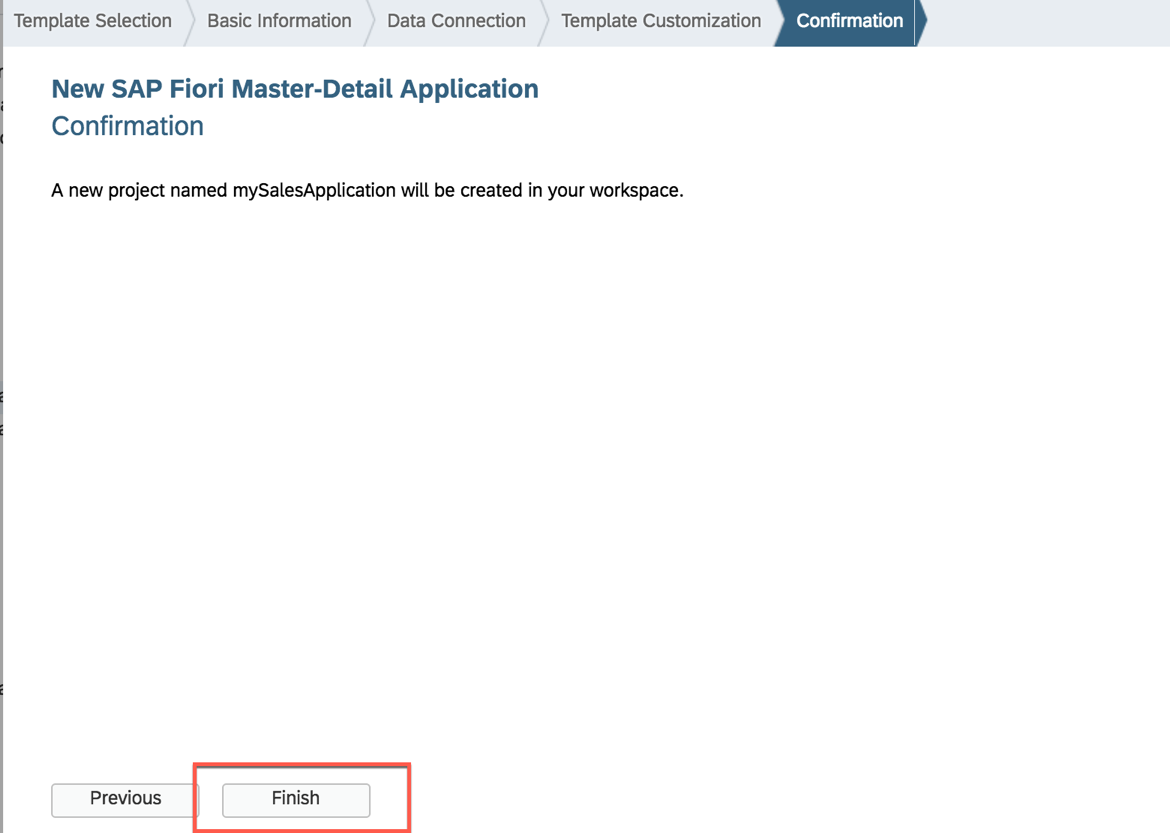 Template Selection Basic Information Data Connection Template Customization Confirmation
New SAP Fiori Master-Detail Application
Confirmation
A new project named mySalesApplication will be created in your workspace.
Previous Finish